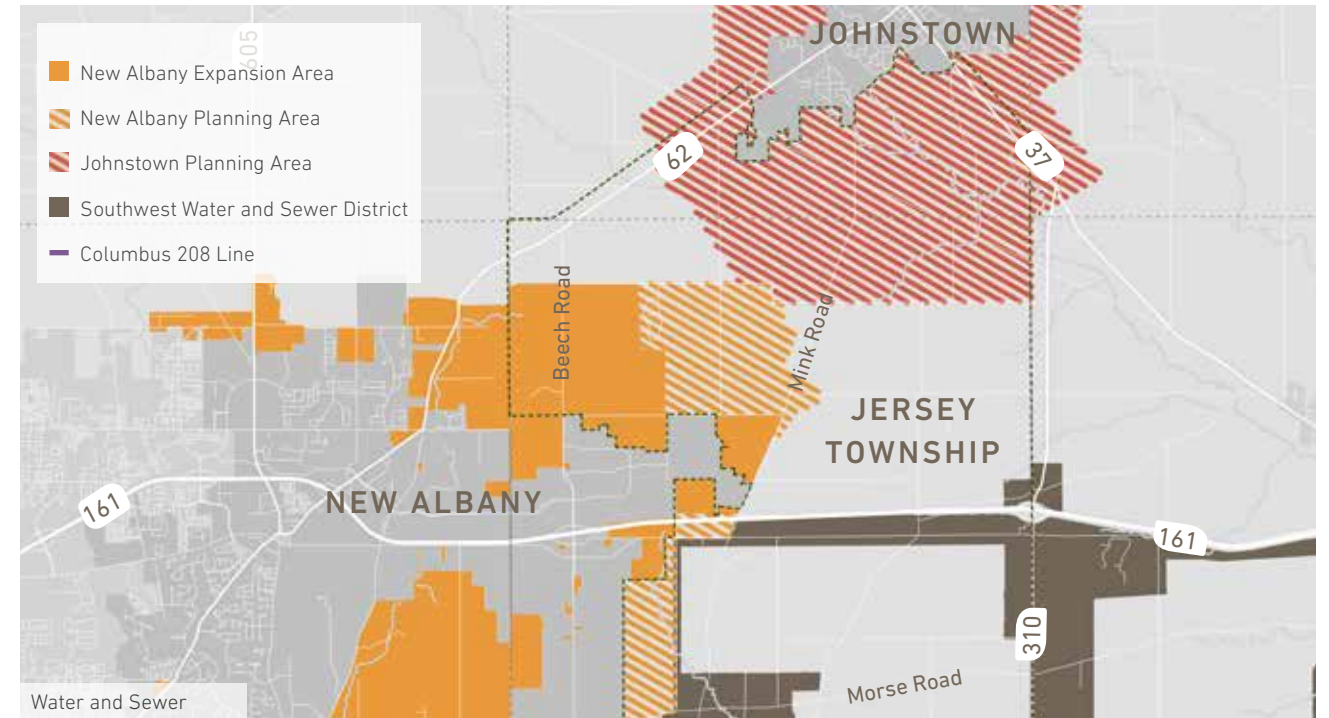 605
New Albany Expansion Area
New Albany Planning Area
Johnstown Planning Area
Southwest Water and Sewer District
Columbus 208 Line
JOHNSTOWN
62
37
Beech Road
Mink Road
JERSEY
TOWNSHIP
NEW ALBANY
161
161
310
Morse Road
Water and Sewer